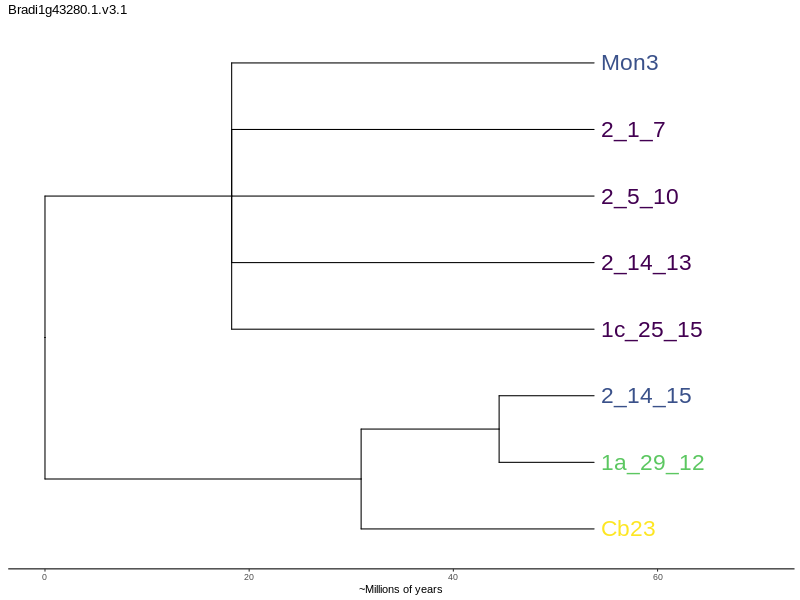 Bradi1g43280.1.v3.1
Mon3
2_1_7
2_5_10
2_14_13
1c_25_15
2_14_15
1a_29_12
Cb23
0 20 40 60
~Millions of years